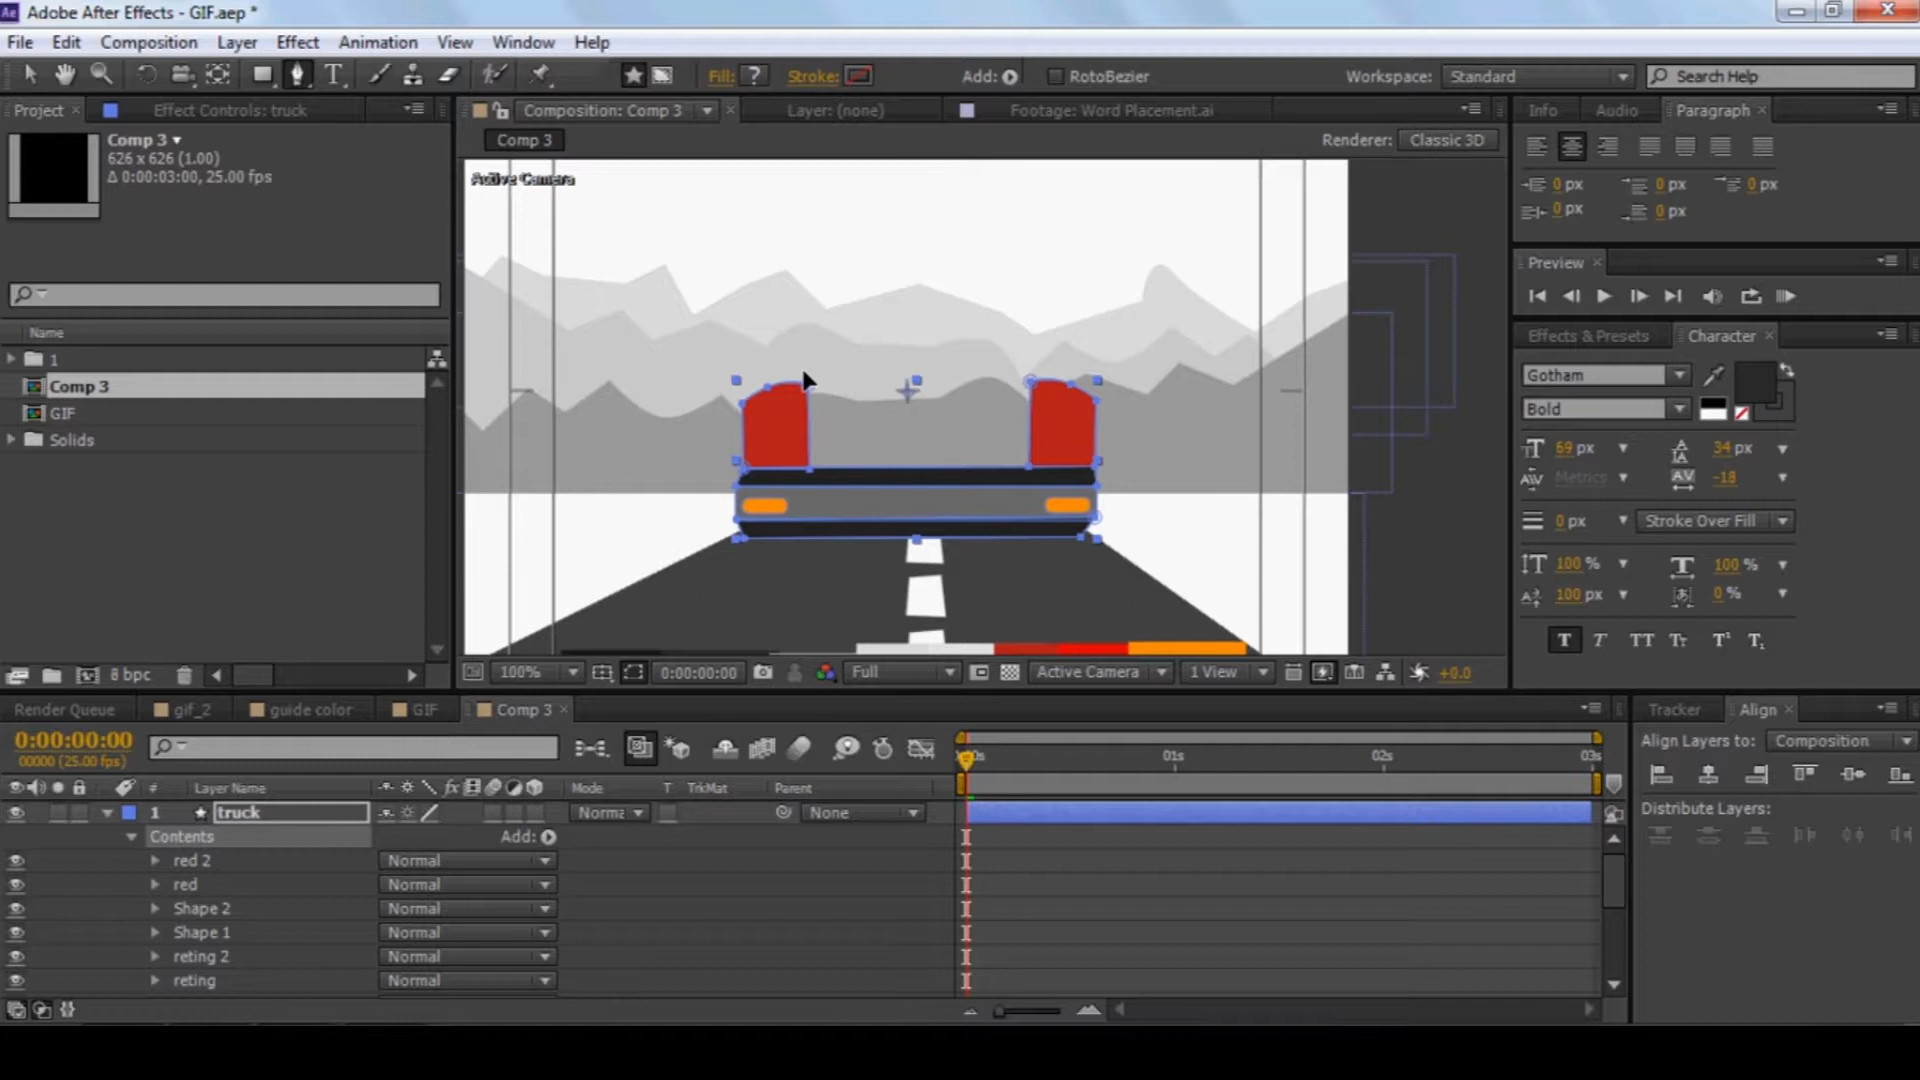 Adobe After Effects - GIF.aep *
File Edit Composition Layer Effect Animation View Window Help
Fill: ? Stroke: Add: RotoBezier Workspace: Standard Search Help
Project Effect Controls: truck Composition: Comp 3 Layer: (none) Footage: Word Placement.ai Info Audio Paragraph
Comp 3
626 x 626 (1.00)
Δ 0:00:03:00, 25.00 fps
Comp 3 Renderer: Classic 3D
Active Camera
0 px 0 px 0 px
0 px 0 px
Preview
Name
1
Comp 3
GIF
Solids
Effects & Presets Character
Gotham
Bold
69 px 34 px
Metrics -18
0 px Stroke Over Fill
100 % 100 %
100 px 0 %
T T TT Tт T¹ T₁
8 bpc 100% 0:00:00:00 Full Active Camera 1 View +0.0
Render Queue gif_2 guide color GIF Comp 3 Tracker Align
0:00:00:00
00000 (25.00 fps)
01s 02s 03s
Align Layers to: Composition
# Layer Name fx Mode T TrkMat Parent
Distribute Layers:
1 truck None
Contents Add:
red 2 Normal
red Normal
Shape 2 Normal
Shape 1 Normal
reting 2 Normal
reting Normal